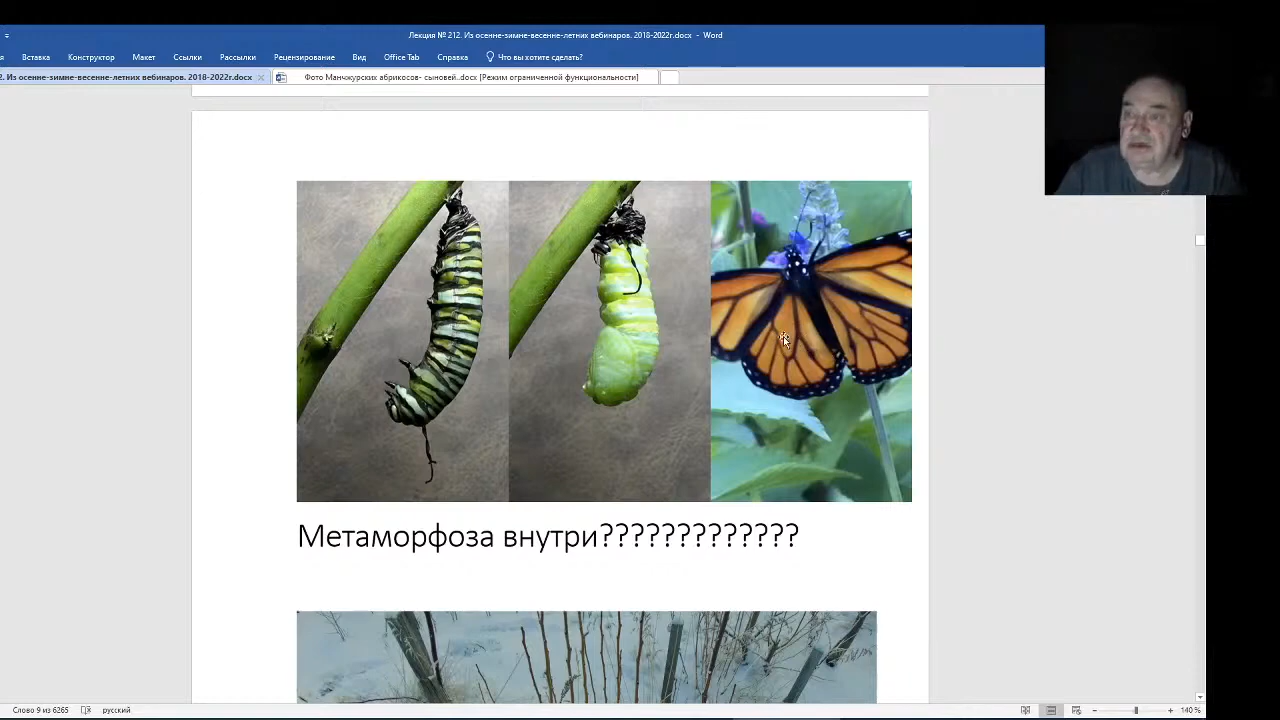 Лекция № 212. Из осенне-зимне-весенне-летних вебинаров. 2018-2022г.docx - Word
я Вставка Конструктор Макет Ссылки Рассылки Рецензирование Вид Office Tab Справка Что вы хотите сделать?
2. Из осенне-зимне-весенне-летних вебинаров. 2018-2022г.docx Фото Манчжурских абрикосов- сыновей..docx [Режим ограниченной функциональности]
Метаморфоза внутри?????????????
Слово 9 из 6265 русский 140%